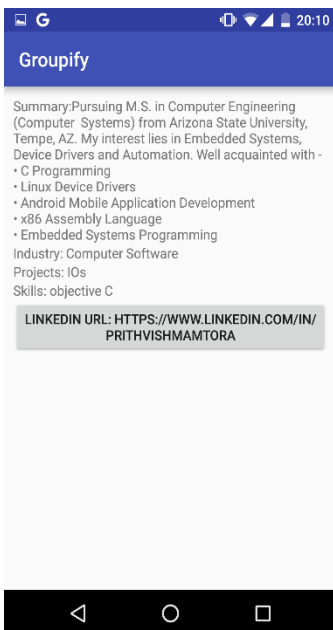 G 20:10
Groupify
Summary:Pursuing M.S. in Computer Engineering
(Computer Systems) from Arizona State University,
Tempe, AZ. My interest lies in Embedded Systems,
Device Drivers and Automation. Well acquainted with -
• C Programming
• Linux Device Drivers
• Android Mobile Application Development
• x86 Assembly Language
• Embedded Systems Programming
Industry: Computer Software
Projects: IOs
Skills: objective C
LINKEDIN URL: HTTPS://WWW.LINKEDIN.COM/IN/
PRITHVISHMAMTORA